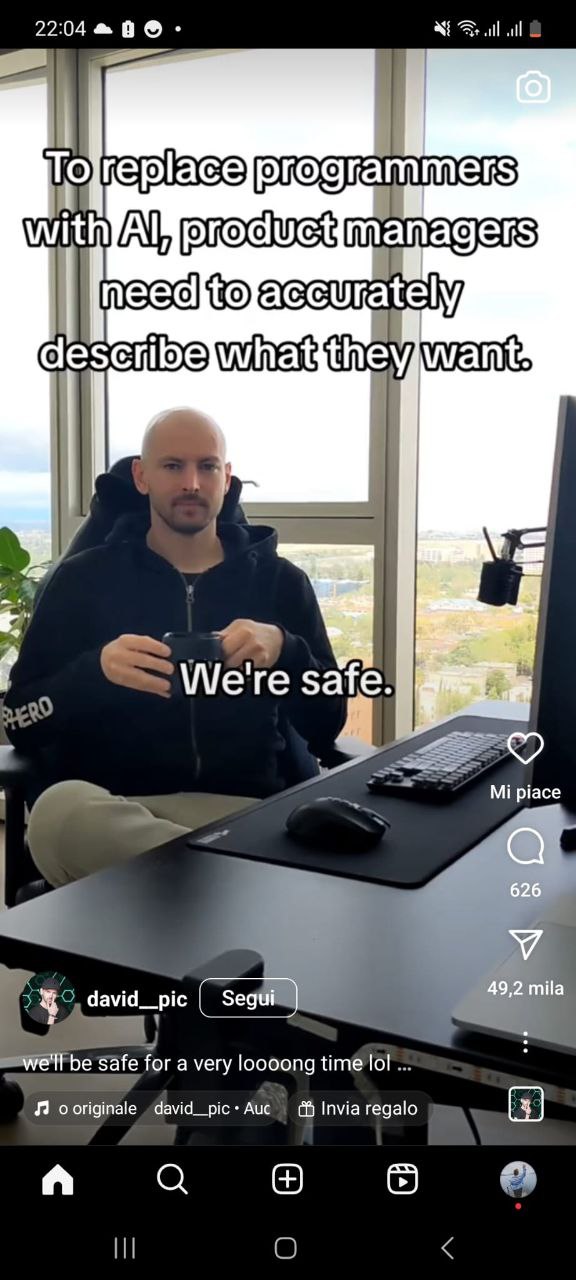 22:04
To replace programmers
with AI, product managers
need to accurately
describe what they want.
We're safe.
HERO
Mi piace
626
49,2 mila
david__pic Segui
we'll be safe for a very loooong time lol ...
o originale david__pic • Auc Invia regalo